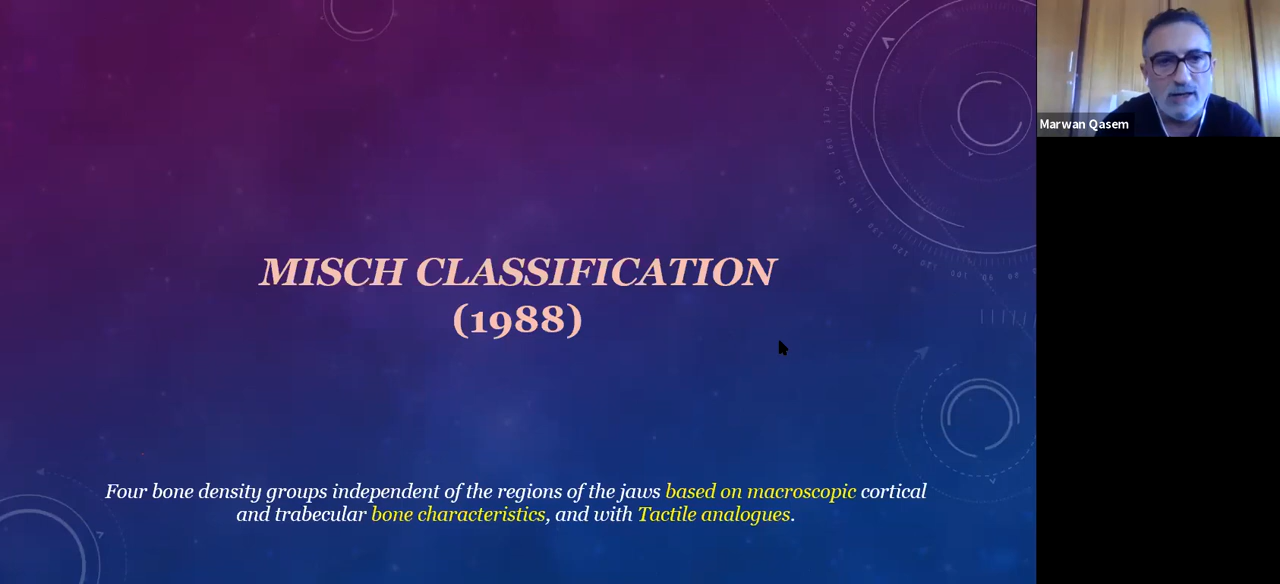 MISCH CLASSIFICATION
(1988)
Four bone density groups independent of the regions of the jaws based on macroscopic cortical
and trabecular bone characteristics, and with Tactile analogues.
Marwan Qasem